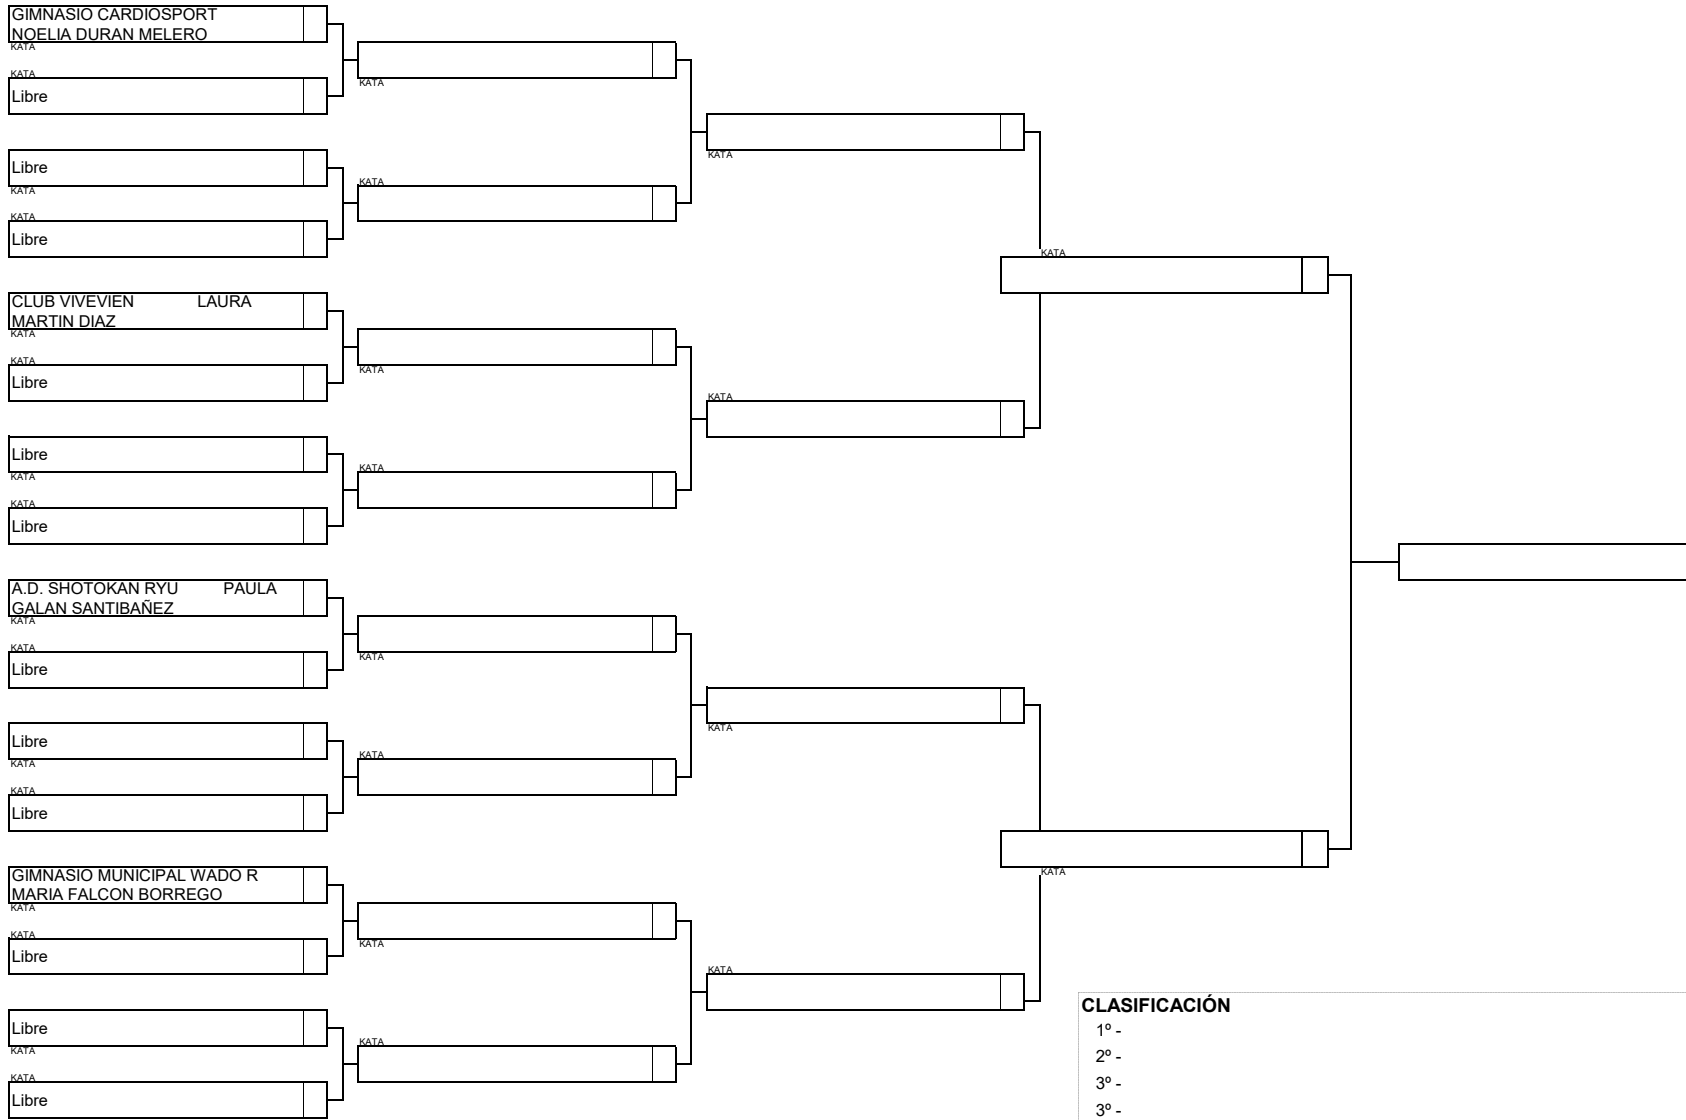 GIMNASIO CARDIOSPORT
NOELIA DURAN MELERO
KATA
KATA
Libre
Libre
KATA
KATA
Libre
CLUB VIVEVIEN LAURA
MARTIN DIAZ
KATA
KATA
Libre
Libre
KATA
KATA
Libre
A.D. SHOTOKAN RYU PAULA
GALAN SANTIBAÑEZ
KATA
KATA
Libre
Libre
KATA
KATA
Libre
GIMNASIO MUNICIPAL WADO R
MARIA FALCON BORREGO
KATA
KATA
Libre
Libre
KATA
KATA
Libre
KATA
KATA
KATA
KATA
KATA
KATA
KATA
KATA
KATA
KATA
KATA
KATA
KATA
KATA
CLASIFICACIÓN
1º -
2º -
3º -
3º -